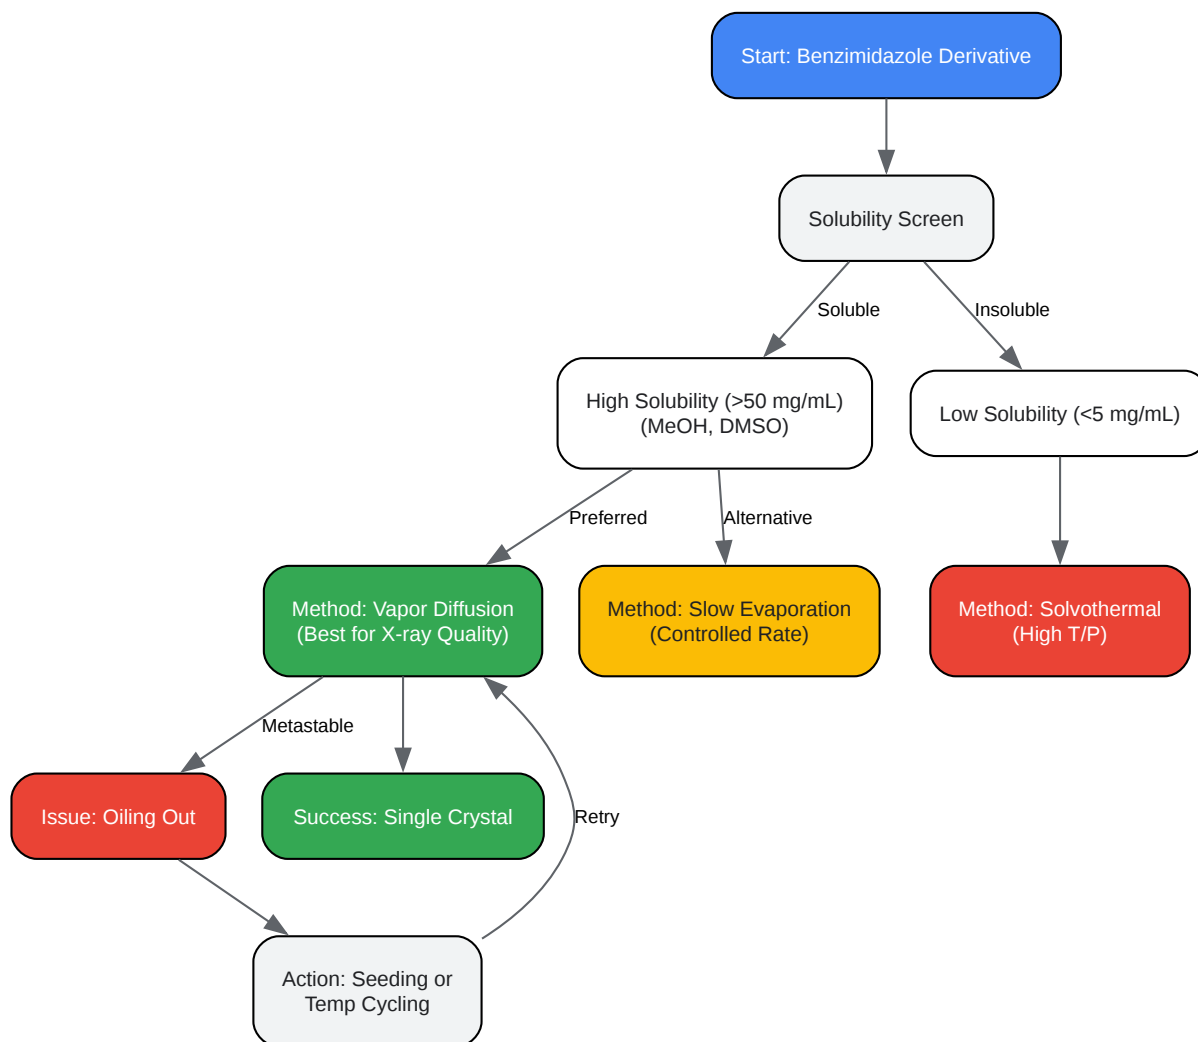 Start: Benzimidazole Derivative
Solubility Screen
Soluble
Insoluble
High Solubility (>50 mg/mL)
(MeOH, DMSO)
Low Solubility (<5 mg/mL)
Preferred
Alternative
Method: Vapor Diffusion
(Best for X-ray Quality)
Method: Slow Evaporation
(Controlled Rate)
Method: Solvothermal
(High T/P)
Metastable
Issue: Oiling Out
Success: Single Crystal
Retry
Action: Seeding or
Temp Cycling